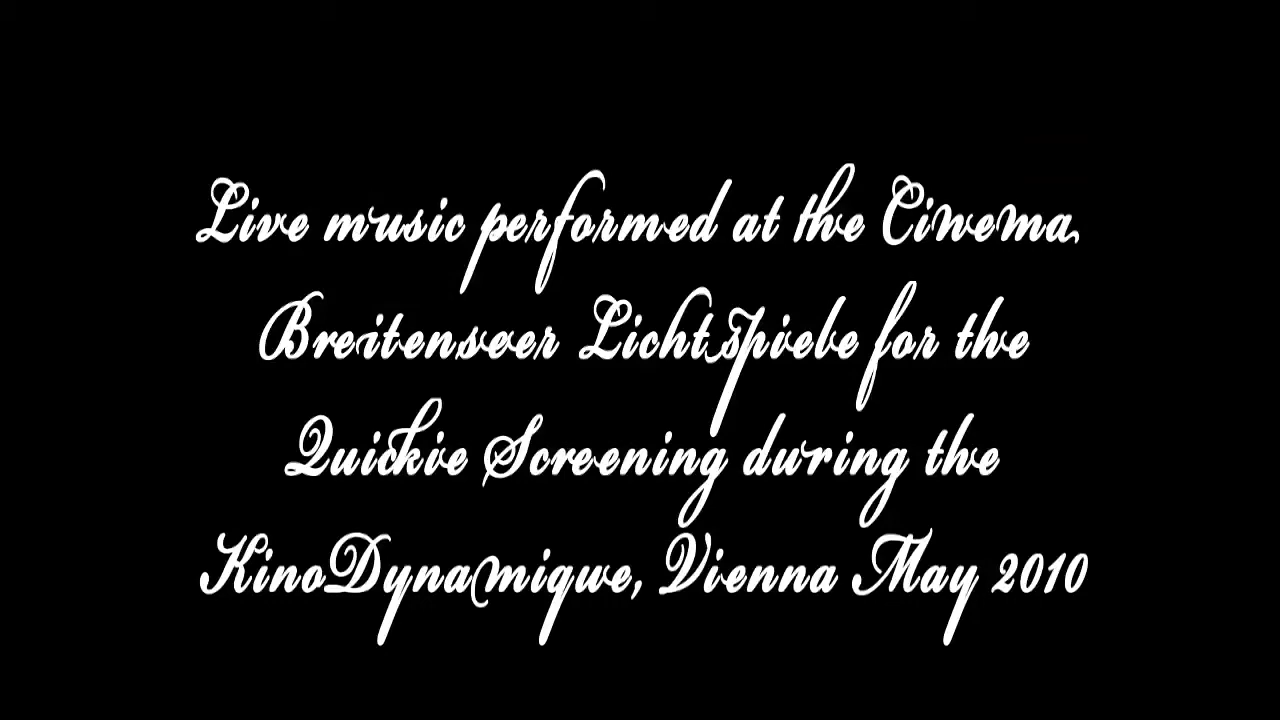 Live music performed at the Cinema
Breitenseer Lichtspiele for the
Quickie Screening during the
KinoDynamique, Vienna May 2010